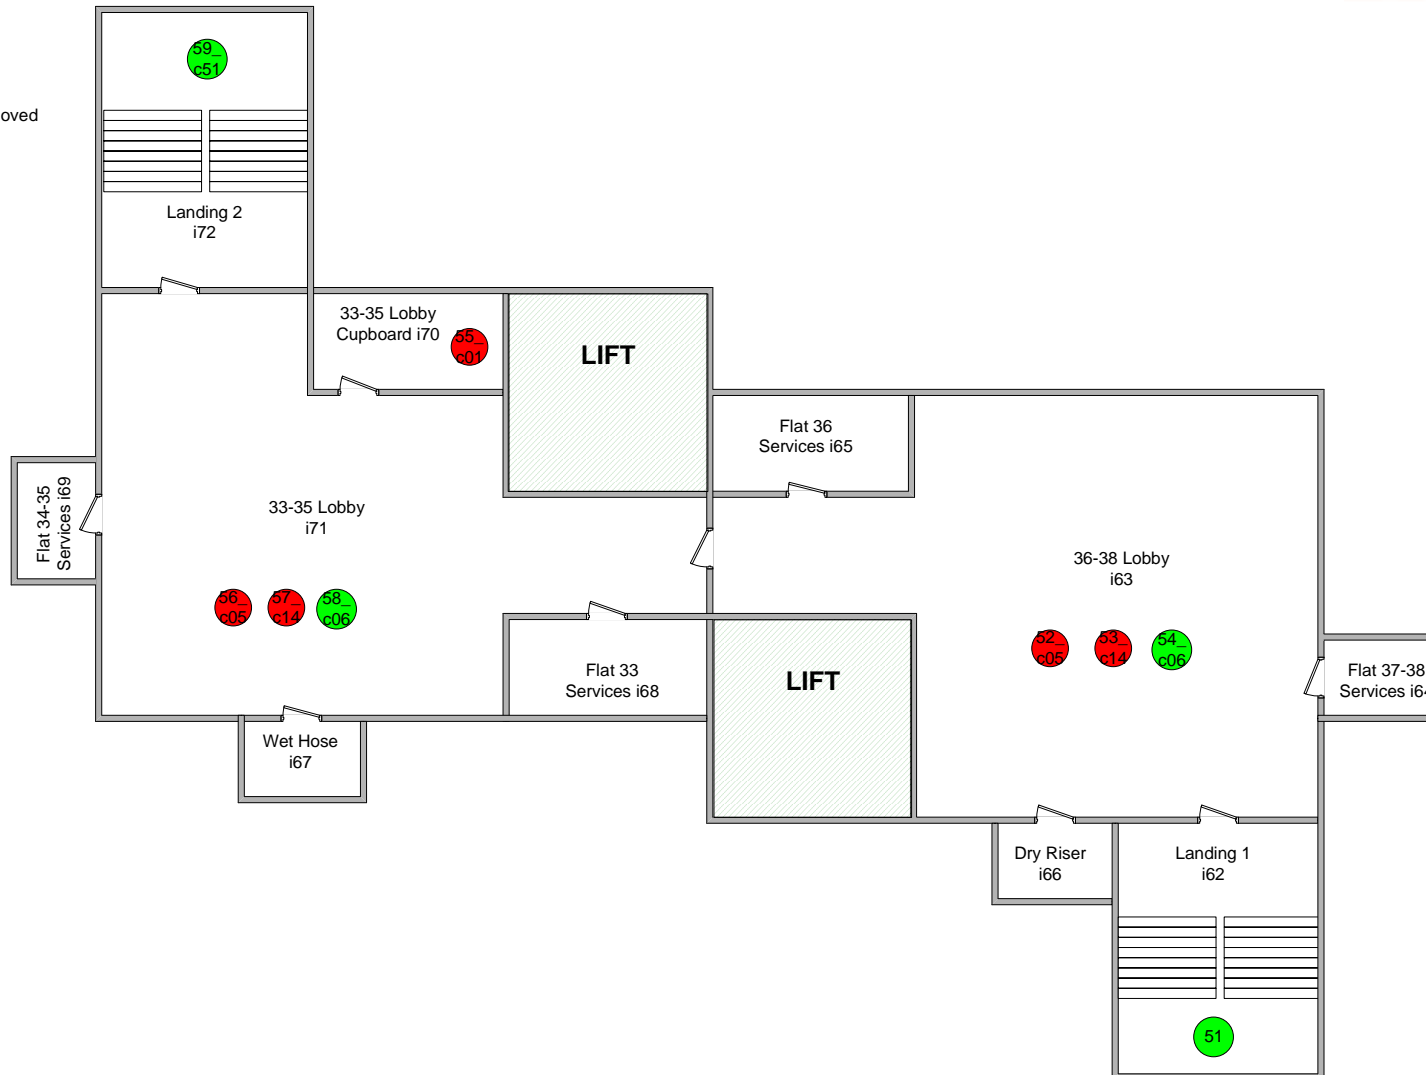 59_
c51
oved
Landing 2
i72
33-35 Lobby
Cupboard i70
55_
c01
LIFT
Flat 36
Services i65
Flat 34-35
Services i69
33-35 Lobby
i71
36-38 Lobby
i63
56_
c05
57_
c14
58_
c06
52_
c05
53_
c14
54_
c06
Flat 33
Services i68
LIFT
Flat 37-38
Services i64
Wet Hose
i67
Dry Riser
i66
Landing 1
i62
51